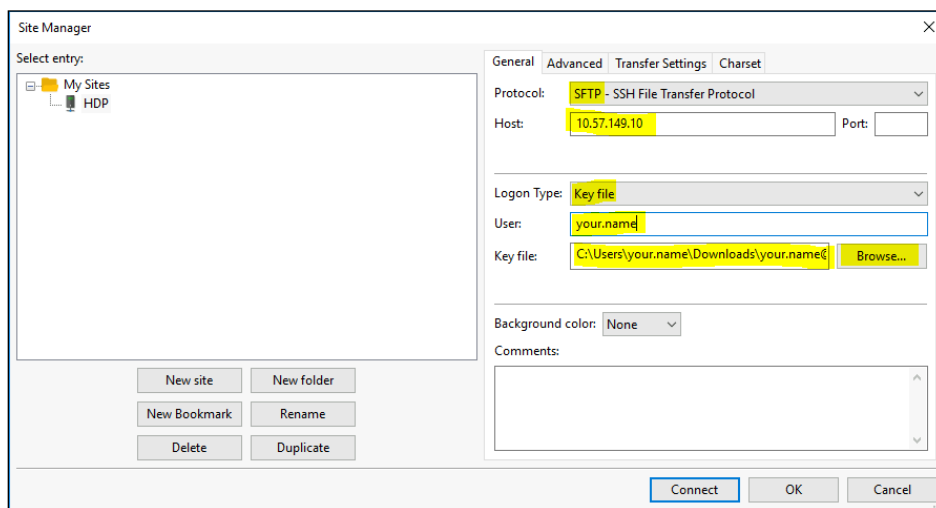 Site Manager
Select entry:
My Sites
HDP
New site
New folder
New Bookmark
Rename
Delete
Duplicate
General Advanced Transfer Settings Charset
Protocol: SFTP - SSH File Transfer Protocol
Host: 10.57.149.10 Port:
Logon Type: Key file
User: your.name
Key file: C:\Users\your.name\Downloads\your.name@ Browse...
Background color: None
Comments:
Connect OK Cancel